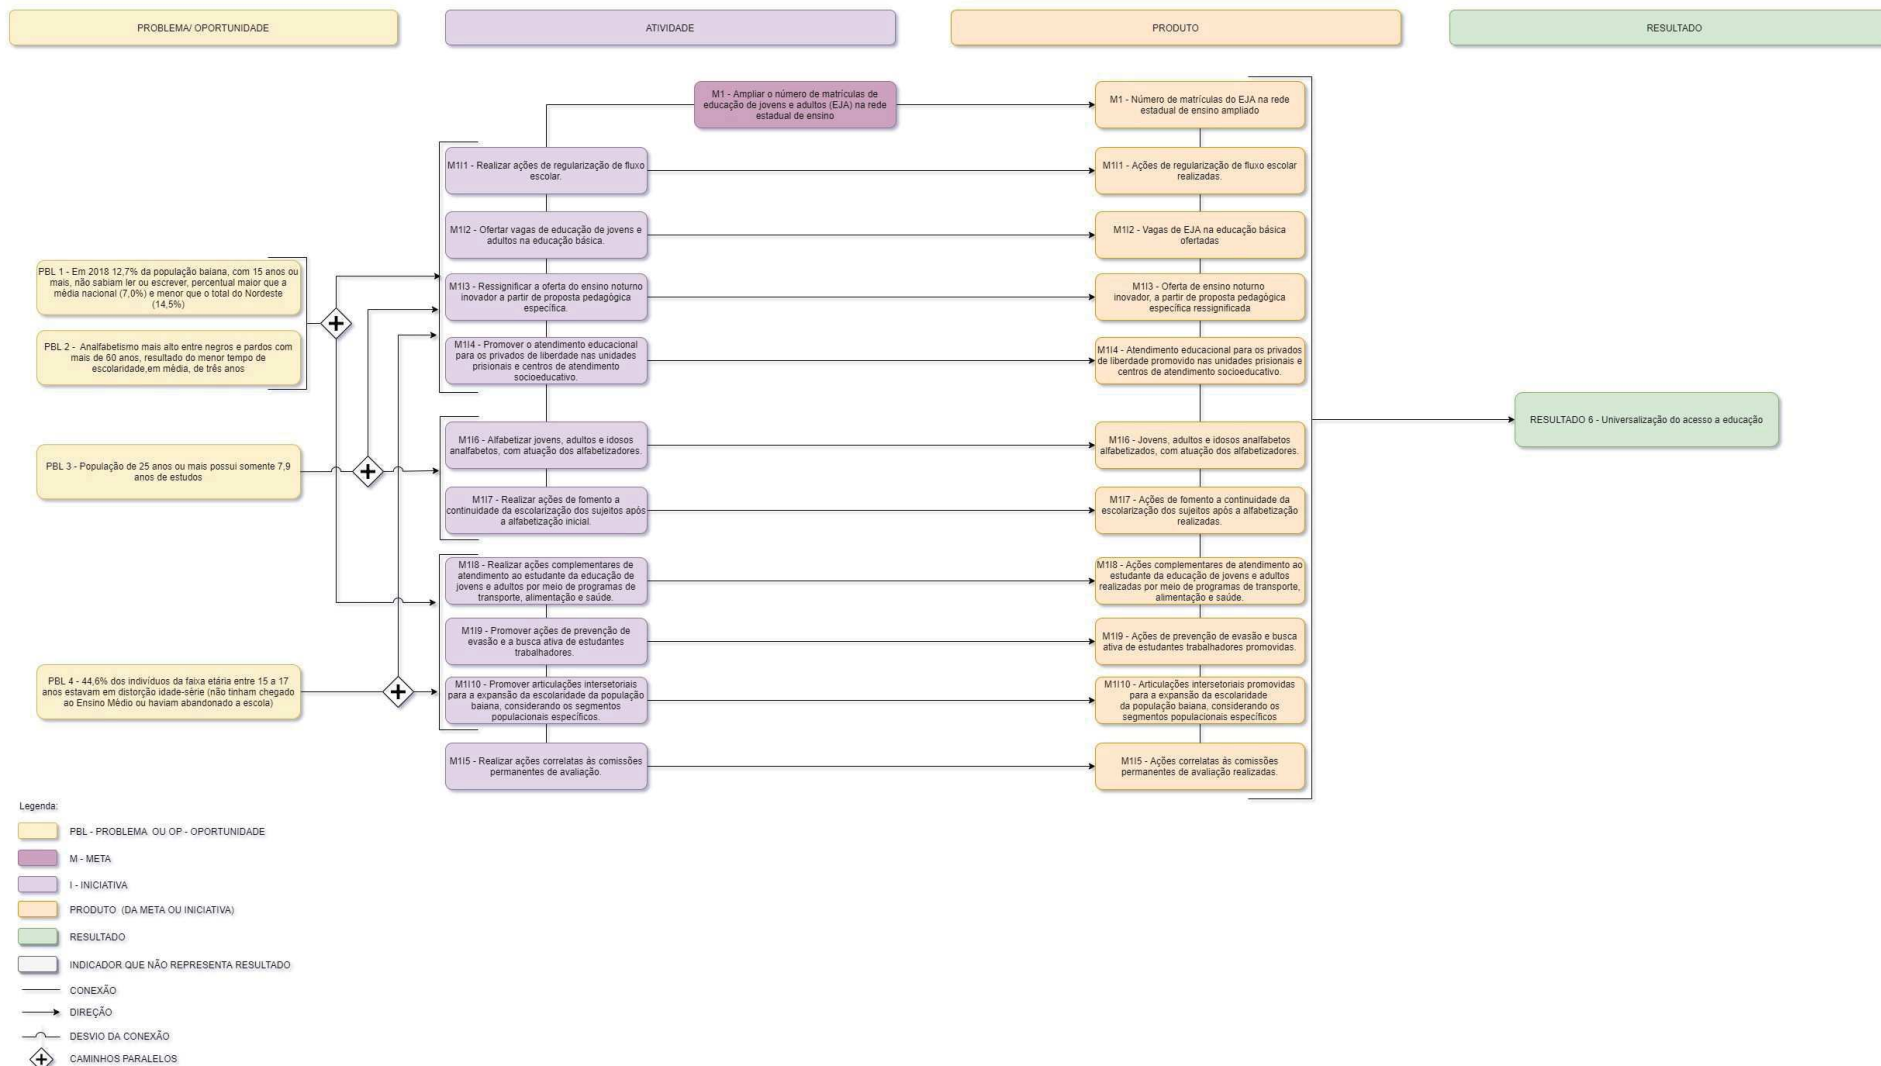 PROBLEMA/ OPORTUNIDADE
ATIVIDADE
PRODUTO
RESULTADO
M1 - Ampliar o número de matrículas de
educação de jovens e adultos (EJA) na rede
estadual de ensino
M1 - Número de matrículas do EJA na rede
estadual de ensino ampliado
M1I1 - Realizar ações de regularização de fluxo
escolar.
M1I1 - Ações de regularização de fluxo escolar
realizadas.
M1I2 - Ofertar vagas de educação de jovens e
adultos na educação básica.
M1I2 - Vagas de EJA na educação básica
ofertadas
PBL 1 - Em 2018 12,7% da população baiana, com 15 anos ou
mais, não sabiam ler ou escrever, percentual maior que a
média nacional (7,0%) e menor que o total do Nordeste
(14,5%)
M1I3 - Ressignificar a oferta do ensino noturno
inovador a partir de proposta pedagógica
específica.
M1I3 - Oferta de ensino noturno
inovador, a partir de proposta pedagógica
específica ressignificada
PBL 2 - Analfabetismo mais alto entre negros e pardos com
mais de 60 anos, resultado do menor tempo de
escolaridade,em média, de três anos
M1I4 - Promover o atendimento educacional
para os privados de liberdade nas unidades
prisionais e centros de atendimento
socioeducativo.
M1I4 - Atendimento educacional para os privados
de liberdade promovido nas unidades prisionais e
centros de atendimento socioeducativo.
RESULTADO 6 - Universalização do acesso a educação
M1I6 - Alfabetizar jovens, adultos e idosos
analfabetos, com atuação dos alfabetizadores.
M1I6 - Jovens, adultos e idosos analfabetos
alfabetizados, com atuação dos alfabetizadores.
PBL 3 - População de 25 anos ou mais possui somente 7,9
anos de estudos
M1I7 - Realizar ações de fomento a
continuidade da escolarização dos sujeitos após
a alfabetização inicial.
M1I7 - Ações de fomento a continuidade da
escolarização dos sujeitos após a alfabetização
realizadas.
M1I8 - Realizar ações complementares de
atendimento ao estudante da educação de
jovens e adultos por meio de programas de
transporte, alimentação e saúde.
M1I8 - Ações complementares de atendimento ao
estudante da educação de jovens e adultos
realizadas por meio de programas de transporte,
alimentação e saúde.
M1I9 - Promover ações de prevenção de
evasão e a busca ativa de estudantes
trabalhadores.
M1I9 - Ações de prevenção de evasão e busca
ativa de estudantes trabalhadores promovidas.
PBL 4 - 44,6% dos indivíduos da faixa etária entre 15 a 17
anos estavam em distorção idade-série (não tinham chegado
ao Ensino Médio ou haviam abandonado a escola)
M1I10 - Promover articulações intersetoriais
para a expansão da escolaridade da população
baiana, considerando os segmentos
populacionais específicos.
M1I10 - Articulações intersetoriais promovidas
para a expansão da escolaridade
da população baiana, considerando os
segmentos populacionais específicos
M1I5 - Realizar ações correlatas ás comissões
permanentes de avaliação.
M1I5 - Ações correlatas ás comissões
permanentes de avaliação realizadas.
Legenda:
PBL - PROBLEMA OU OP - OPORTUNIDADE
M - META
I - INICIATIVA
PRODUTO (DA META OU INICIATIVA)
RESULTADO
INDICADOR QUE NÃO REPRESENTA RESULTADO
CONEXÃO
DIREÇÃO
DESVIO DA CONEXÃO
CAMINHOS PARALELOS